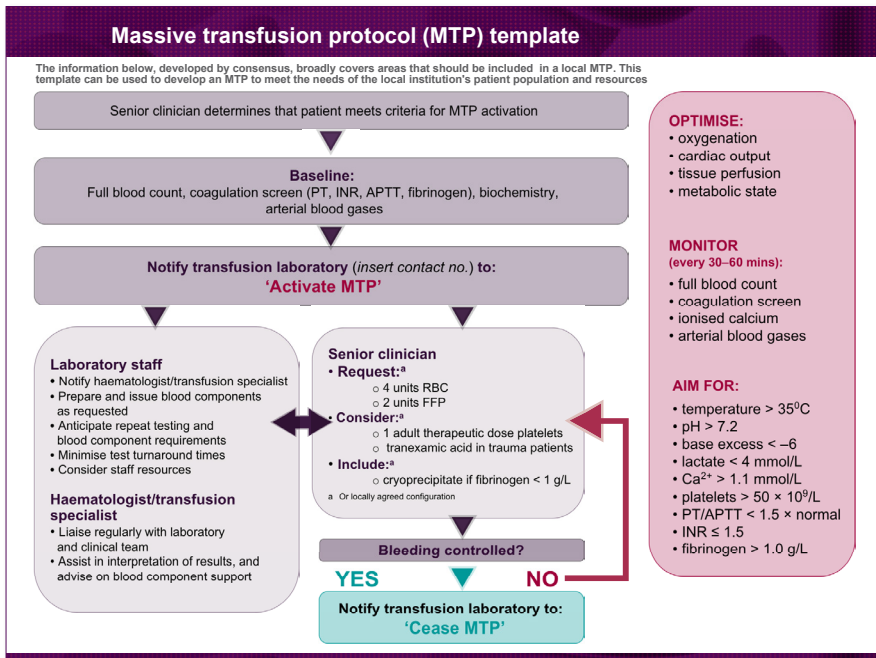 Massive transfusion protocol (MTP) template
The information below, developed by consensus, broadly covers areas that should be included in a local MTP. This
template can be used to develop an MTP to meet the needs of the local institution's patient population and resources
Senior clinician determines that patient meets criteria for MTP activation
Baseline:
Full blood count, coagulation screen (PT, INR, APTT, fibrinogen), biochemistry,
arterial blood gases
Notify transfusion laboratory (insert contact no.) to:
‘Activate MTP’
Laboratory staff
• Notify haematologist/transfusion specialist
• Prepare and issue blood components
as requested
• Anticipate repeat testing and
blood component requirements
• Minimise test turnaround times
• Consider staff resources
Haematologist/transfusion
specialist
• Liaise regularly with laboratory
and clinical team
• Assist in interpretation of results, and
advise on blood component support
Senior clinician
• Request:ᵃ
o 4 units RBC
o 2 units FFP
• Consider:ᵃ
o 1 adult therapeutic dose platelets
o tranexamic acid in trauma patients
• Include:ᵃ
o cryoprecipitate if fibrinogen < 1 g/L
a Or locally agreed configuration
Bleeding controlled?
YES NO
Notify transfusion laboratory to:
‘Cease MTP’
OPTIMISE:
• oxygenation
• cardiac output
• tissue perfusion
• metabolic state
MONITOR
(every 30–60 mins):
• full blood count
• coagulation screen
• ionised calcium
• arterial blood gases
AIM FOR:
• temperature > 35⁰C
• pH > 7.2
• base excess < –6
• lactate < 4 mmol/L
• Ca²⁺ > 1.1 mmol/L
• platelets > 50 × 10⁹/L
• PT/APTT < 1.5 × normal
• INR ≤ 1.5
• fibrinogen > 1.0 g/L